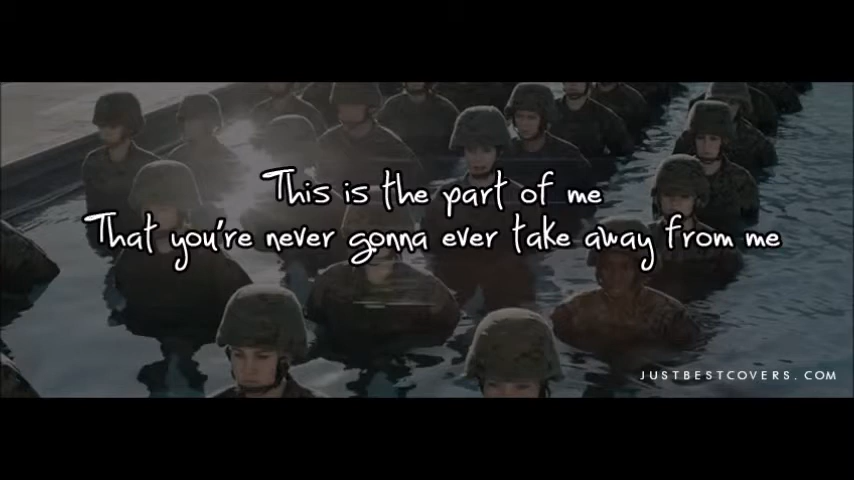 This is the part of me
That you're never gonna ever take away from me
JUSTBESTCOVERS.COM